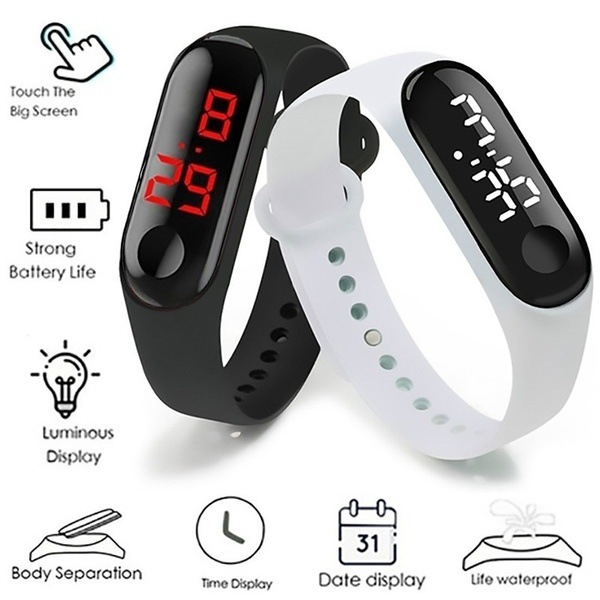 Touch The
Big Screen
Strong
Battery Life
Luminous
Display
Body Separation
Time Display
31
Date display
Life waterproof